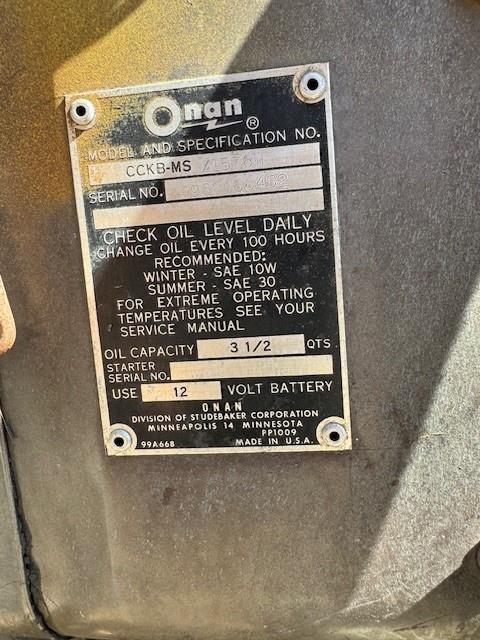 Onan
®
MODEL AND SPECIFICATION NO.
CCKB-MS
SERIAL NO.
CHECK OIL LEVEL DAILY
CHANGE OIL EVERY 100 HOURS
RECOMMENDED:
WINTER - SAE 10W
SUMMER - SAE 30
FOR EXTREME OPERATING
TEMPERATURES SEE YOUR
SERVICE MANUAL
OIL CAPACITY 3 1/2 QTS
STARTER
SERIAL NO.
USE 12 VOLT BATTERY
ONAN
DIVISION OF STUDEBAKER CORPORATION
MINNEAPOLIS 14 MINNESOTA
PP1009
99A668 MADE IN U.S.A.